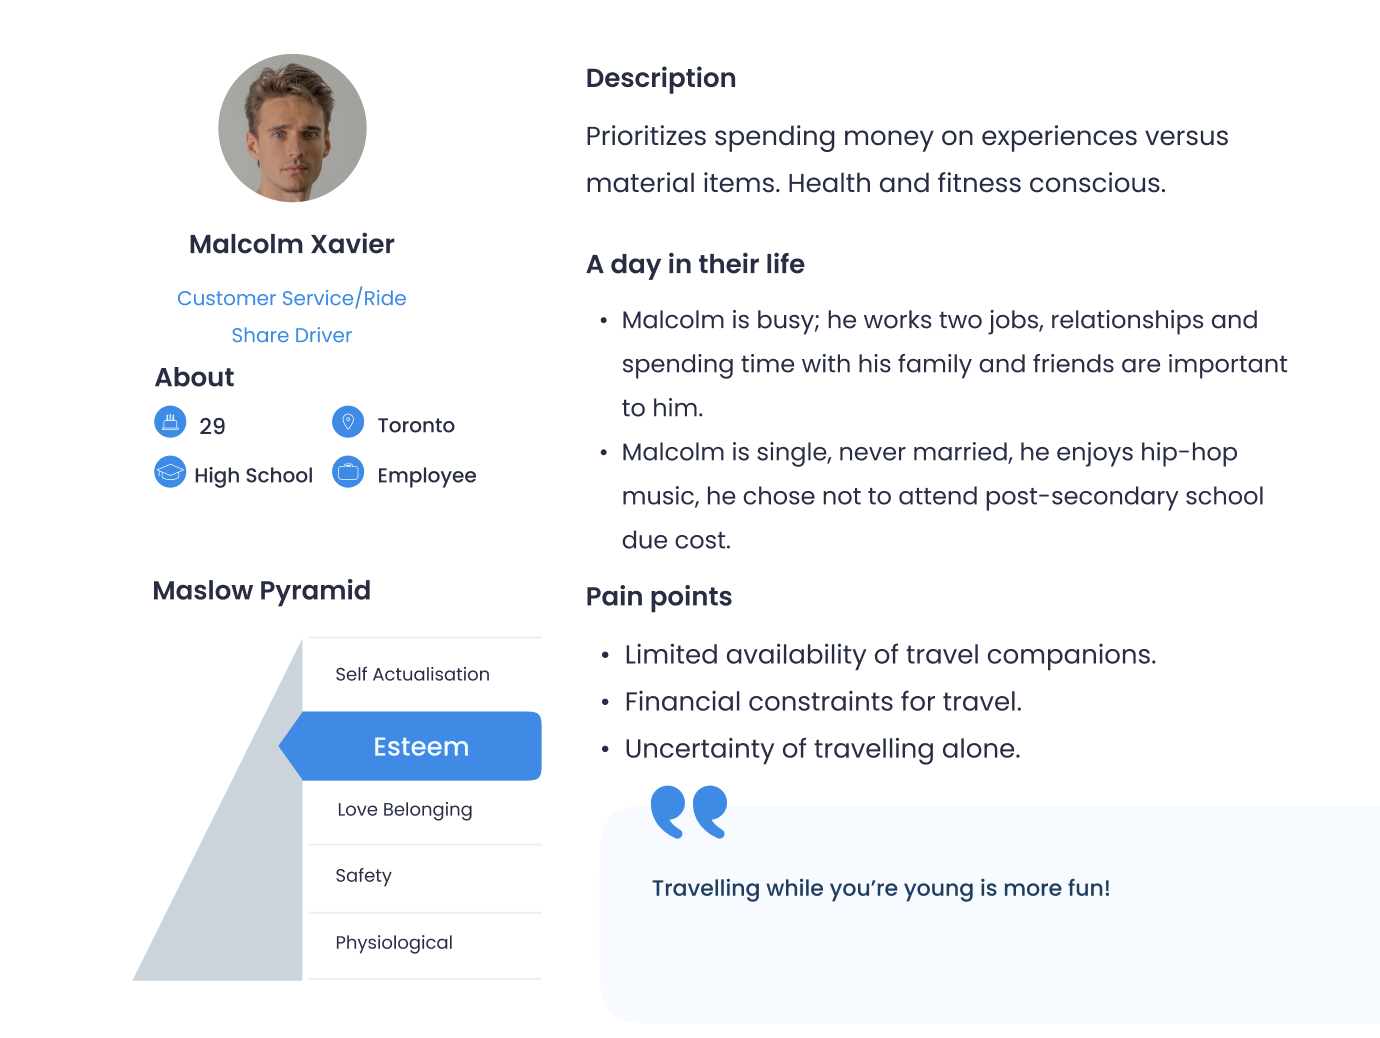 Malcolm Xavier
Customer Service/Ride
Share Driver
About
29
Toronto
High School
Employee
Maslow Pyramid
Self Actualisation
Esteem
Love Belonging
Safety
Physiological
Description
Prioritizes spending money on experiences versus
material items. Health and fitness conscious.
A day in their life
• Malcolm is busy; he works two jobs, relationships and
spending time with his family and friends are important
to him.
• Malcolm is single, never married, he enjoys hip-hop
music, he chose not to attend post-secondary school
due cost.
Pain points
• Limited availability of travel companions.
• Financial constraints for travel.
• Uncertainty of travelling alone.
Travelling while you’re young is more fun!